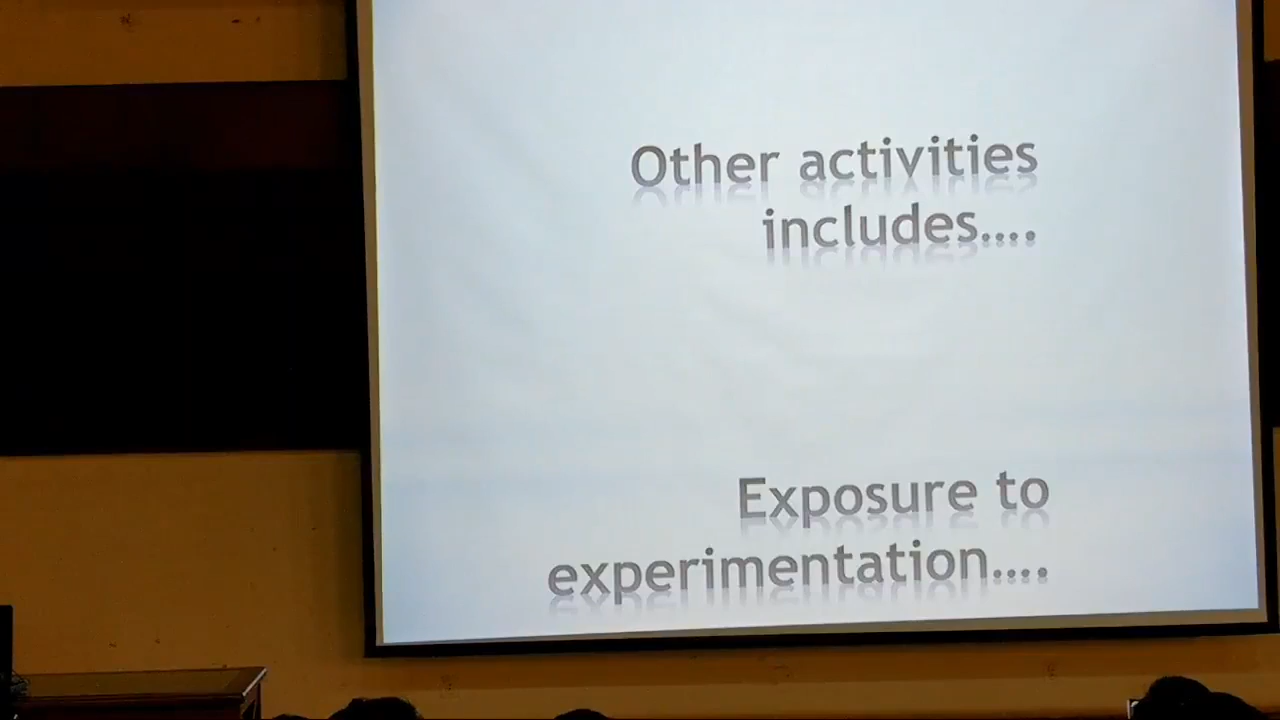 Other activities
includes....
Exposure to
experimentation....